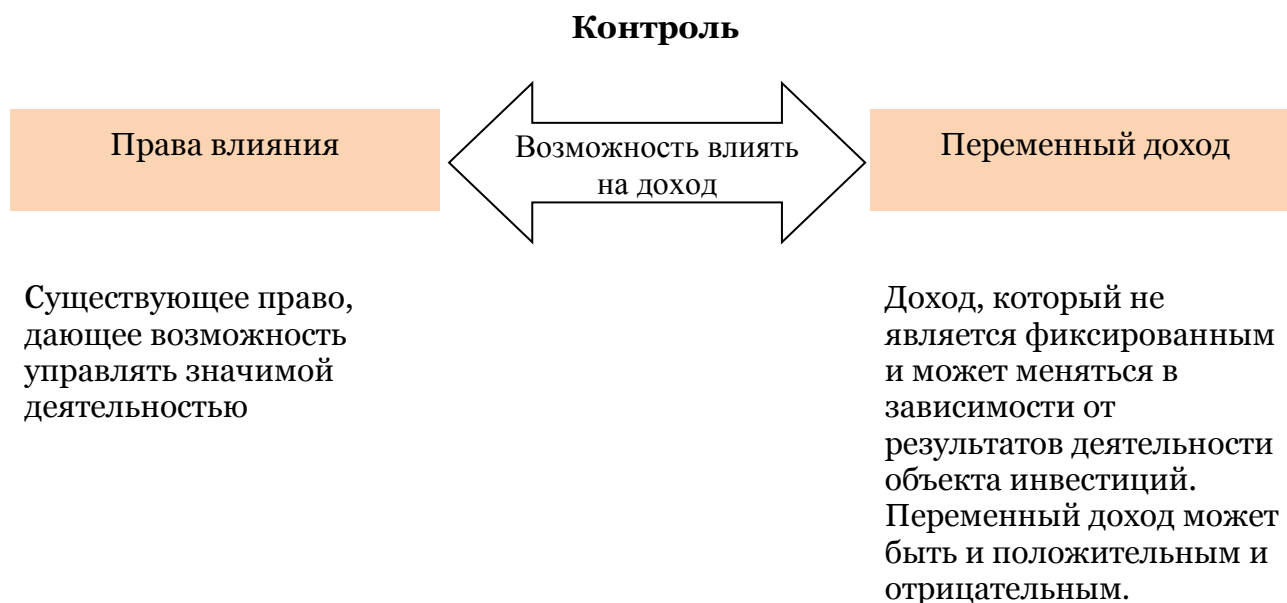 Контроль
Права влияния
Возможность влиять
на доход
Переменный доход
Существующее право,
дающее возможность
управлять значимой
деятельностью
Доход, который не
является фиксированным
и может меняться в
зависимости от
результатов деятельности
объекта инвестиций.
Переменный доход может
быть и положительным и
отрицательным.